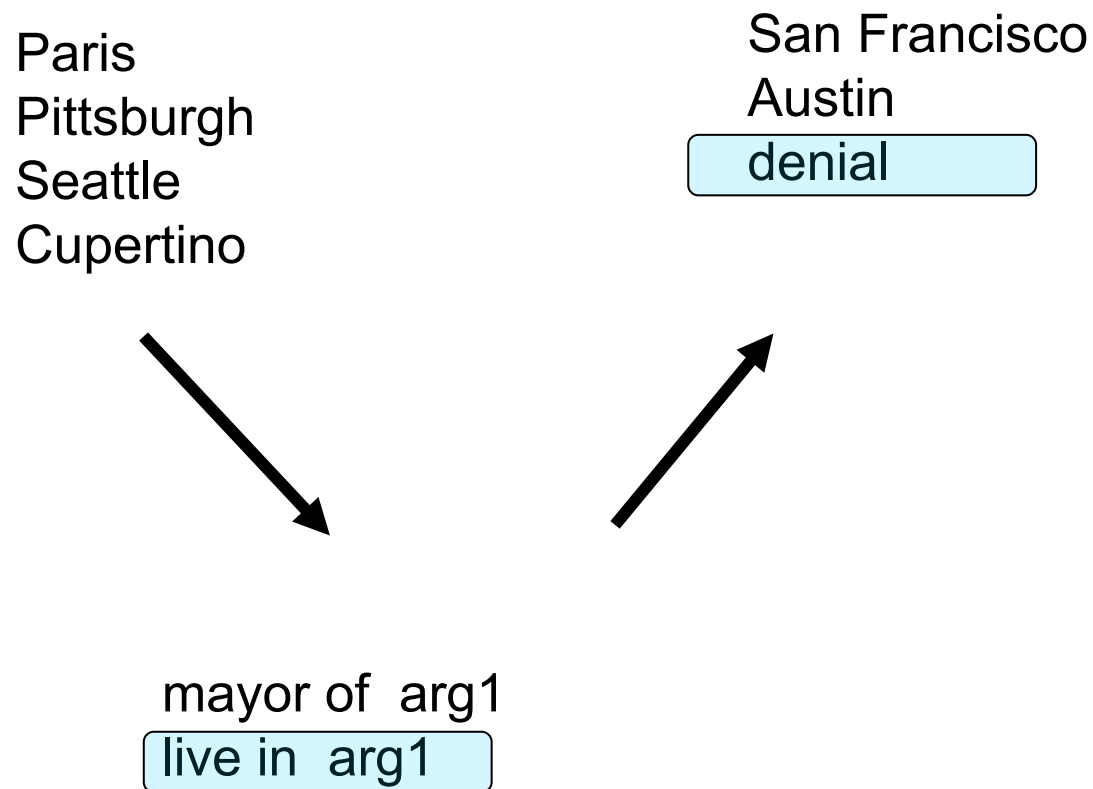 Paris
Pittsburgh
Seattle
Cupertino
San Francisco
Austin
denial
mayor of arg1
live in arg1